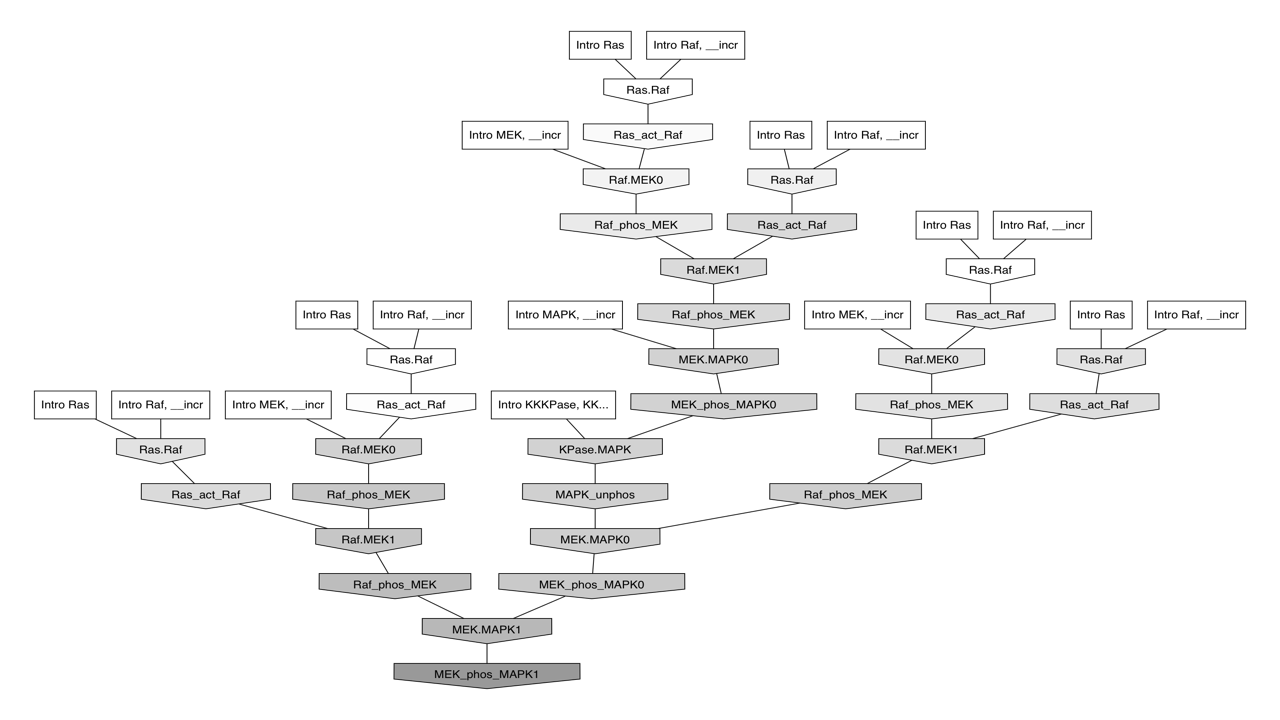 Intro Ras
Intro Raf, __incr
Ras.Raf
Intro MEK, __incr
Ras_act_Raf
Intro Ras
Intro Raf, __incr
Raf.MEK0
Ras.Raf
Raf_phos_MEK
Ras_act_Raf
Intro Ras
Intro Raf, __incr
Raf.MEK1
Ras.Raf
Intro Ras
Intro Raf, __incr
Intro MAPK, __incr
Raf_phos_MEK
Intro MEK, __incr
Ras_act_Raf
Intro Ras
Intro Raf, __incr
Ras.Raf
MEK.MAPK0
Raf.MEK0
Ras.Raf
Intro Ras
Intro Raf, __incr
Intro MEK, __incr
Ras_act_Raf
Intro KKKPase, KK...
MEK_phos_MAPK0
Raf_phos_MEK
Ras_act_Raf
Ras.Raf
Raf.MEK0
KPase.MAPK
Raf.MEK1
Ras_act_Raf
Raf_phos_MEK
MAPK_unphos
Raf_phos_MEK
Raf.MEK1
MEK.MAPK0
Raf_phos_MEK
MEK_phos_MAPK0
MEK.MAPK1
MEK_phos_MAPK1